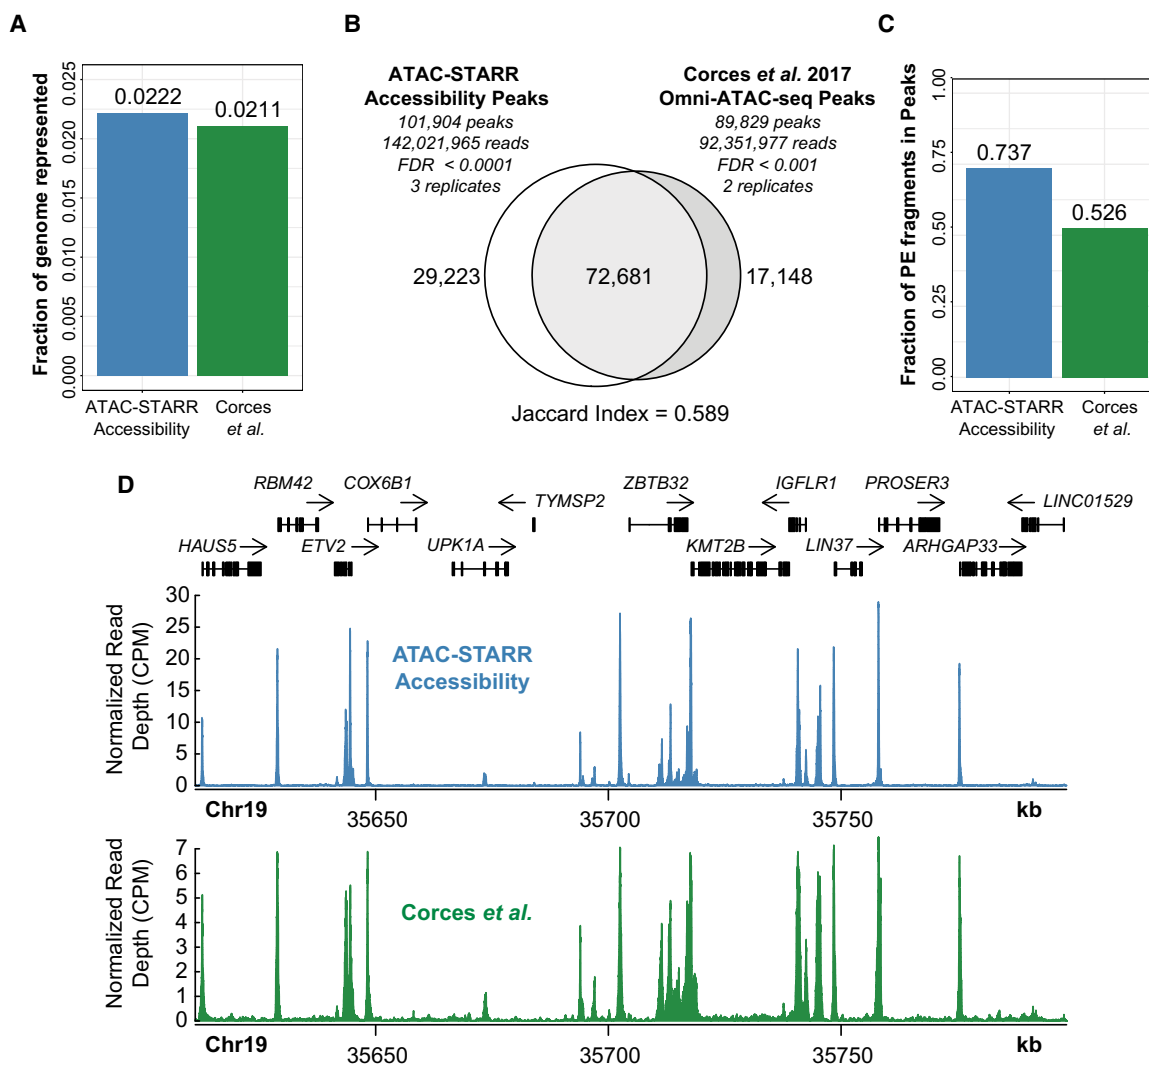 A
Fraction of genome represented
0.025
0.020
0.015
0.010
0.005
0.000
0.0222
0.0211
ATAC-STARR
Accessibility
Corces
et al.
B
ATAC-STARR
Accessibility Peaks
101,904 peaks
142,021,965 reads
FDR < 0.0001
3 replicates
Corces et al. 2017
Omni-ATAC-seq Peaks
89,829 peaks
92,351,977 reads
FDR < 0.001
2 replicates
29,223
72,681
17,148
Jaccard Index = 0.589
C
Fraction of PE fragments in Peaks
1.00
0.75
0.50
0.25
0.00
0.737
0.526
ATAC-STARR
Accessibility
Corces
et al.
D
RBM42
COX6B1
TYMSP2
ZBTB32
IGFLR1
PROSER3
LINC01529
HAUS5
ETV2
UPK1A
KMT2B
LIN37
ARHGAP33
Normalized Read
Depth (CPM)
30
25
20
15
10
5
0
ATAC-STARR
Accessibility
Chr19
35650
35700
35750
kb
Normalized Read
Depth (CPM)
7
6
5
4
3
2
1
0
Corces et al.
Chr19
35650
35700
35750
kb